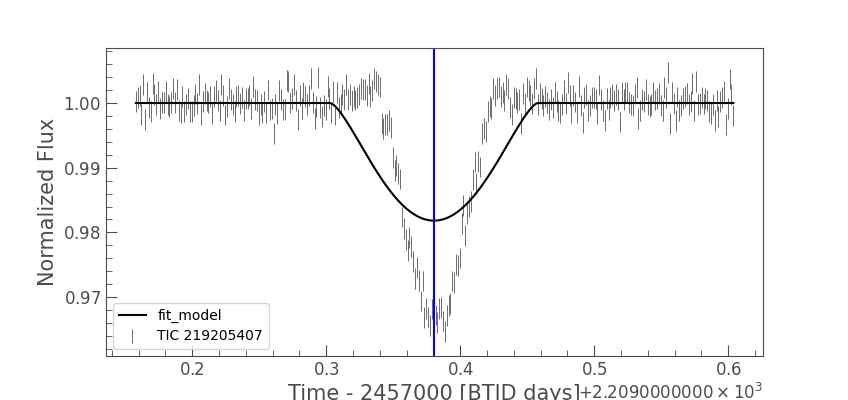 Normalized Flux
1.00
0.99
0.98
0.97
fit_model
TIC 219205407
0.2 0.3 0.4 0.5 0.6
Time - 2457000 [BTJD days]
+2.2090000000 × 10³